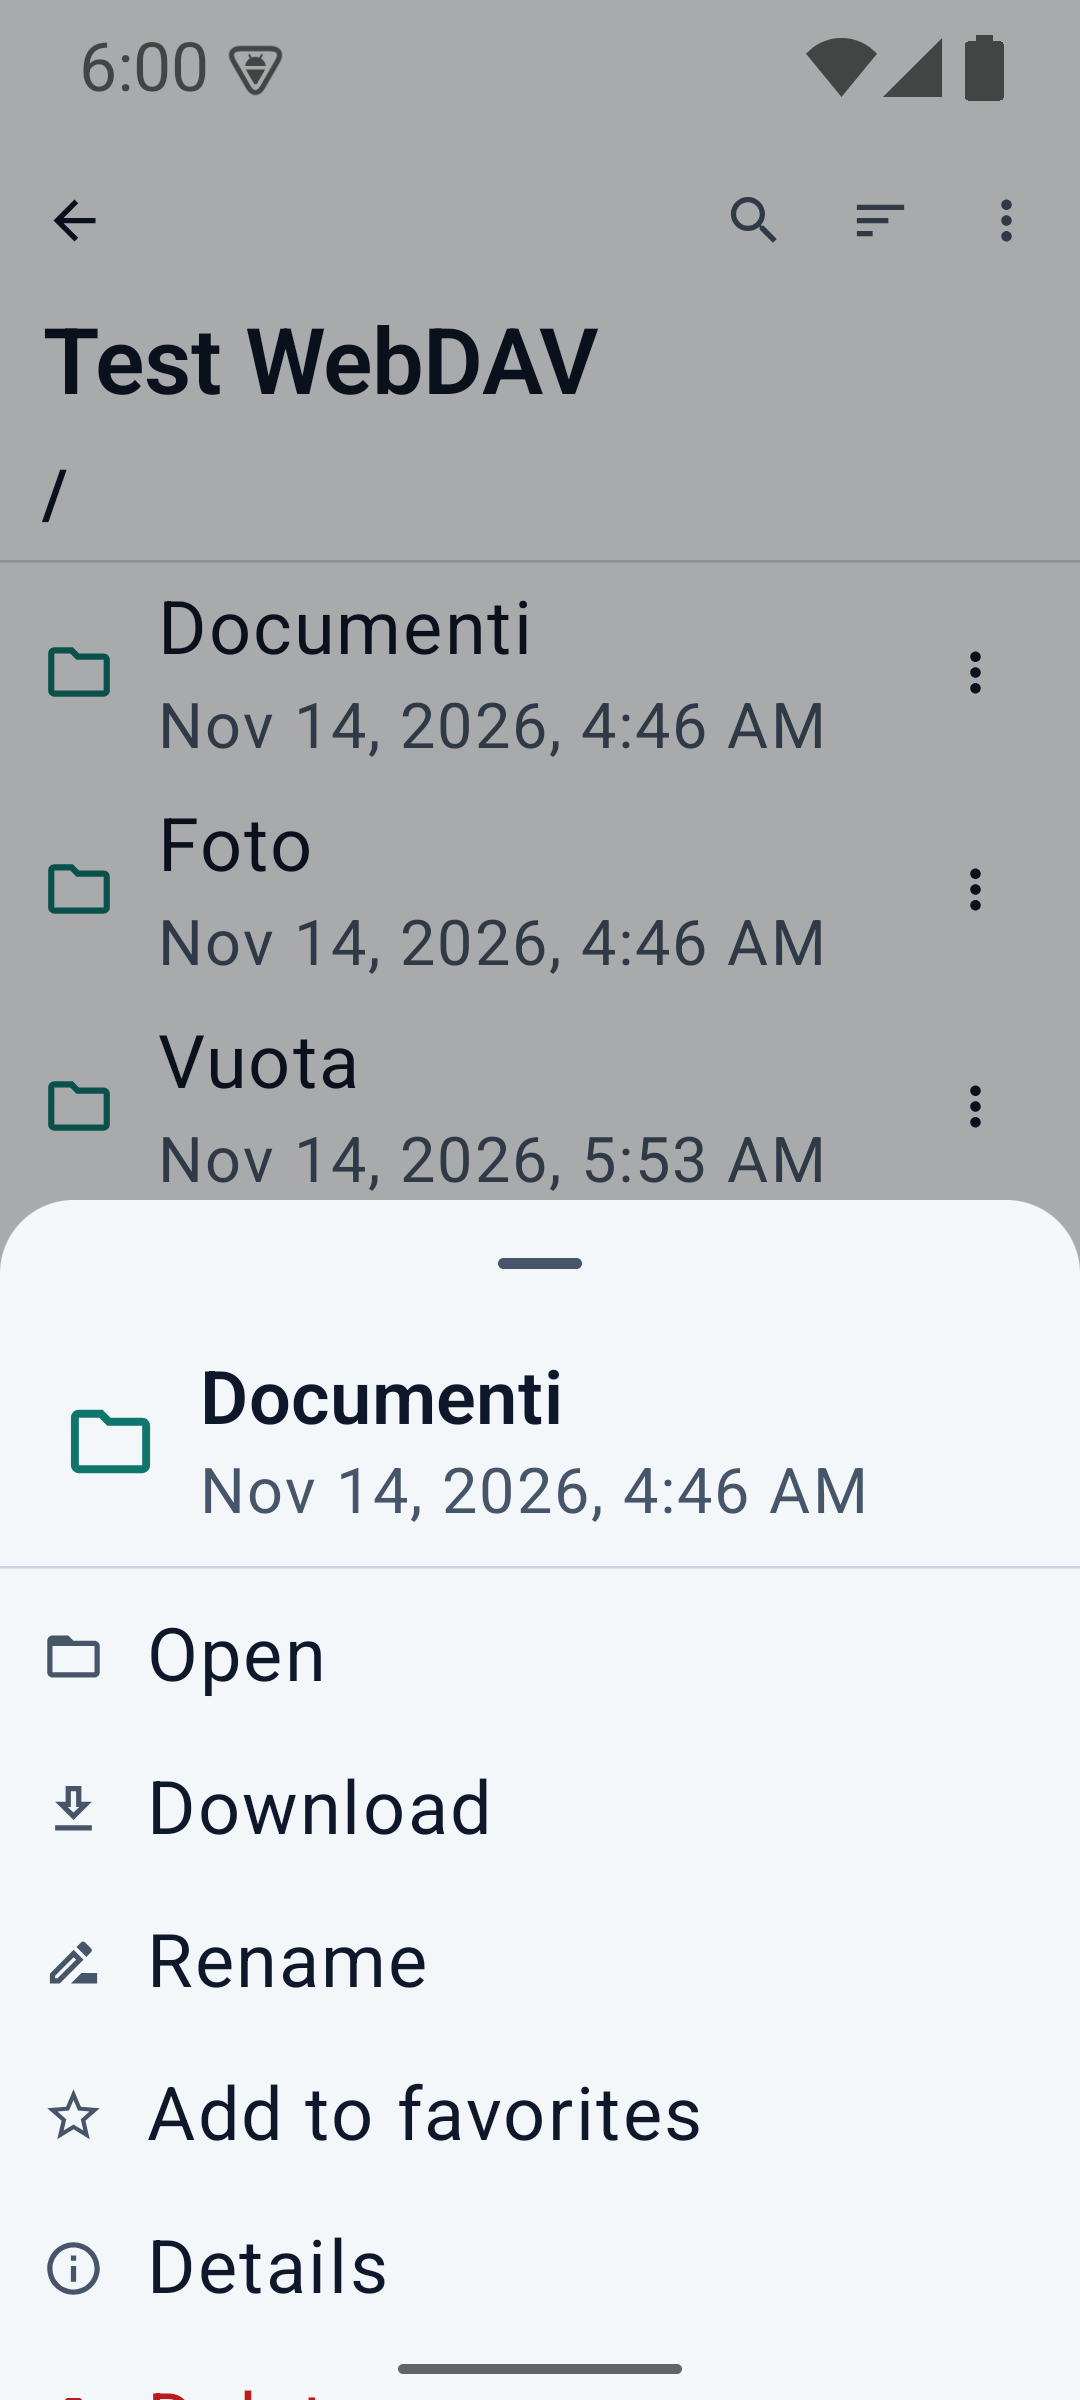 6:00
Test WebDAV
/
Documenti
Nov 14, 2026, 4:46 AM
Foto
Nov 14, 2026, 4:46 AM
Vuota
Nov 14, 2026, 5:53 AM
Documenti
Nov 14, 2026, 4:46 AM
Open
Download
Rename
Add to favorites
Details